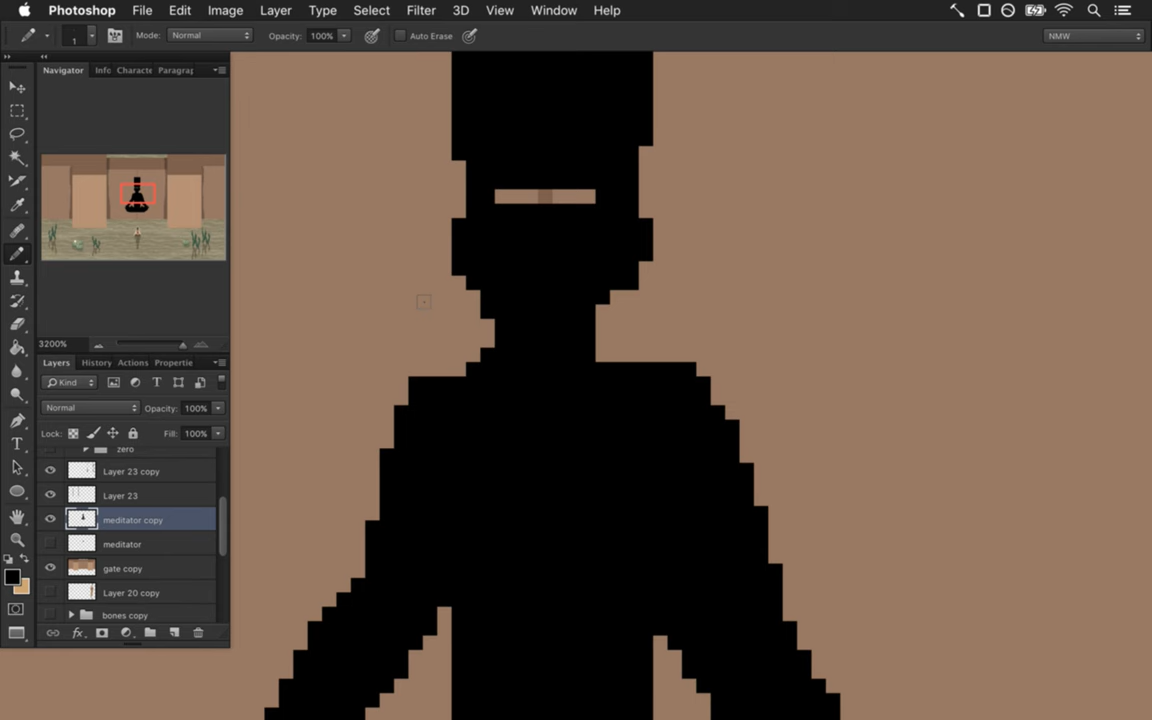 Photoshop File Edit Image Layer Type Select Filter 3D View Window Help
1 Mode: Normal Opacity: 100% Auto Erase NMW
Navigator Info Characte Paragrap
3200%
Layers History Actions Propertie
Kind
Normal Opacity: 100%
Lock: Fill: 100%
zero
Layer 23 copy
Layer 23
meditator copy
meditator
gate copy
Layer 20 copy
bones copy